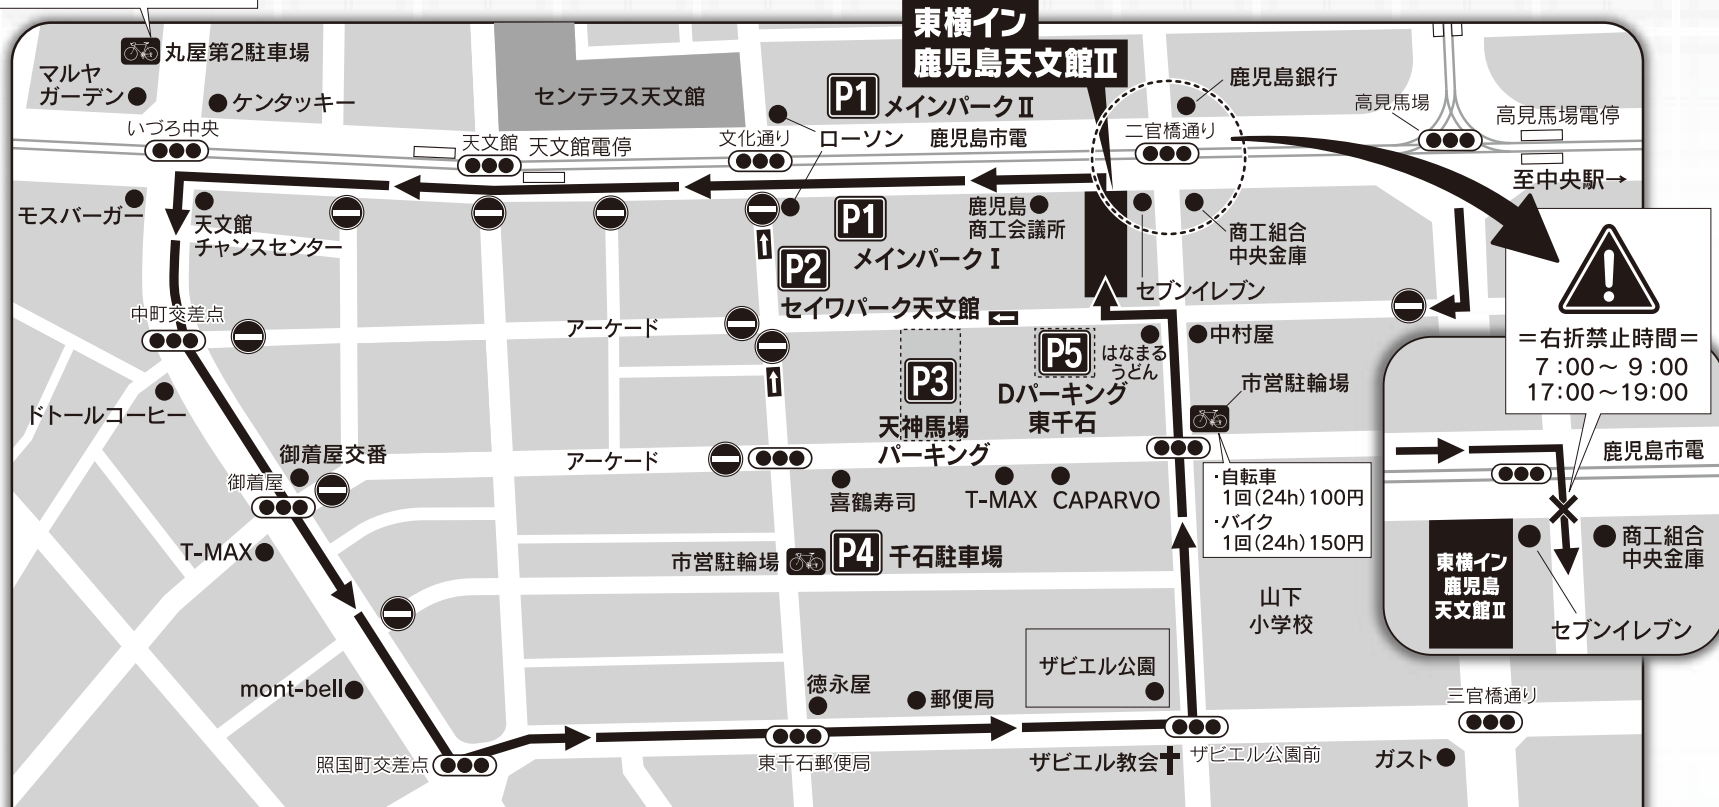 東横イン
鹿児島天文館Ⅱ
丸屋第2駐車場
マルヤ
ガーデン
ケンタッキー
いづろ中央
センテラス天文館
天文館
天文館電停
文化通り
P1
メインパークⅡ
ローソン
鹿児島市電
二官橋通り
鹿児島銀行
高見馬場
高見馬場電停
至中央駅→
モスバーガー
天文館
チャンスセンター
P1
メインパークⅠ
鹿児島
商工会議所
商工組合
中央金庫
P2
セイワパーク天文館
セブンイレブン
中町交差点
アーケード
P3
天神馬場
パーキング
P5
Dパーキング
東千石
はなまる
うどん
中村屋
市営駐輪場
・自転車
1回(24h)100円
・バイク
1回(24h)150円
ドトールコーヒー
御着屋交番
御着屋
アーケード
喜鶴寿司
T-MAX
CAPARVO
T-MAX
市営駐輪場
P4
千石駐車場
山下
小学校
ザビエル公園
mont-bell
徳永屋
郵便局
照国町交差点
東千石郵便局
ザビエル教会
ザビエル公園前
三官橋通り
ガスト
=右折禁止時間=
7:00〜9:00
17:00〜19:00
鹿児島市電
東横イン
鹿児島
天文館Ⅱ
商工組合
中央金庫
セブンイレブン